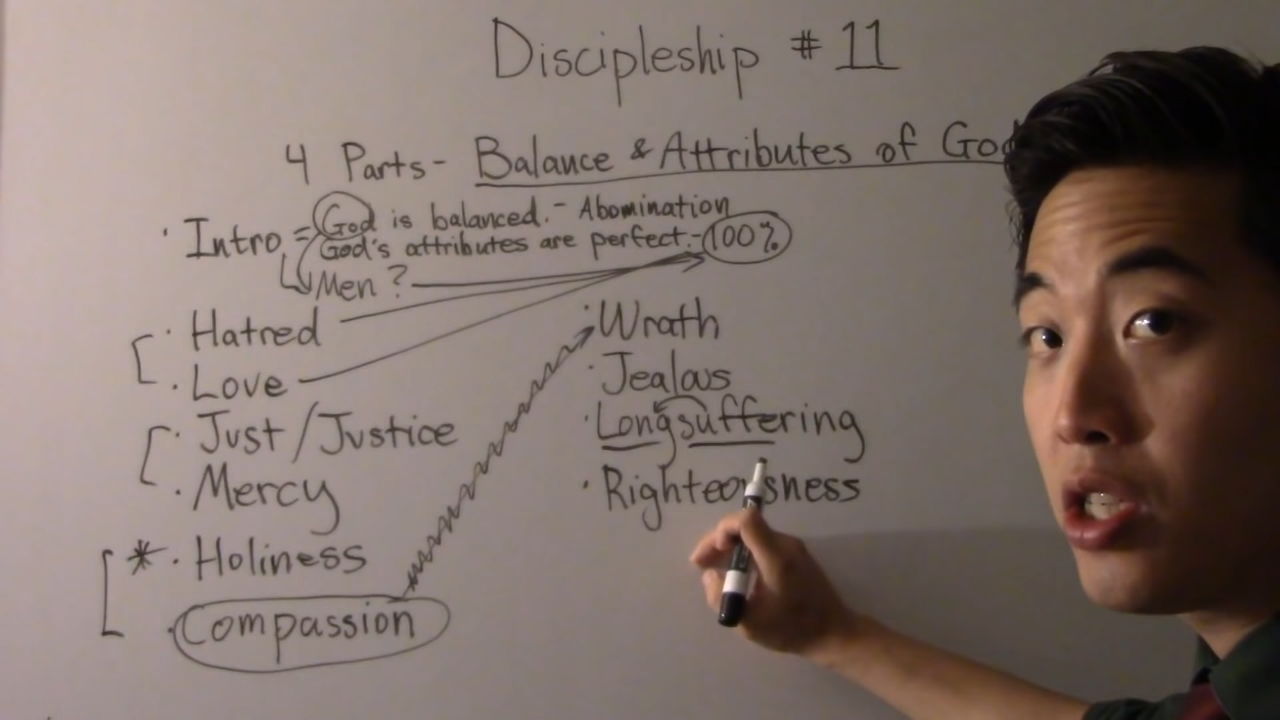 Discipleship # 11
4 Parts - Balance & Attributes of God
· Intro = God is balanced. - Abomination
God's attributes are perfect. - 100%
Men ?
· Hatred
· Love
· Just / Justice
· Mercy
* · Holiness
· Compassion
· Wrath
· Jealous
· Longsuffering
· Righteousness